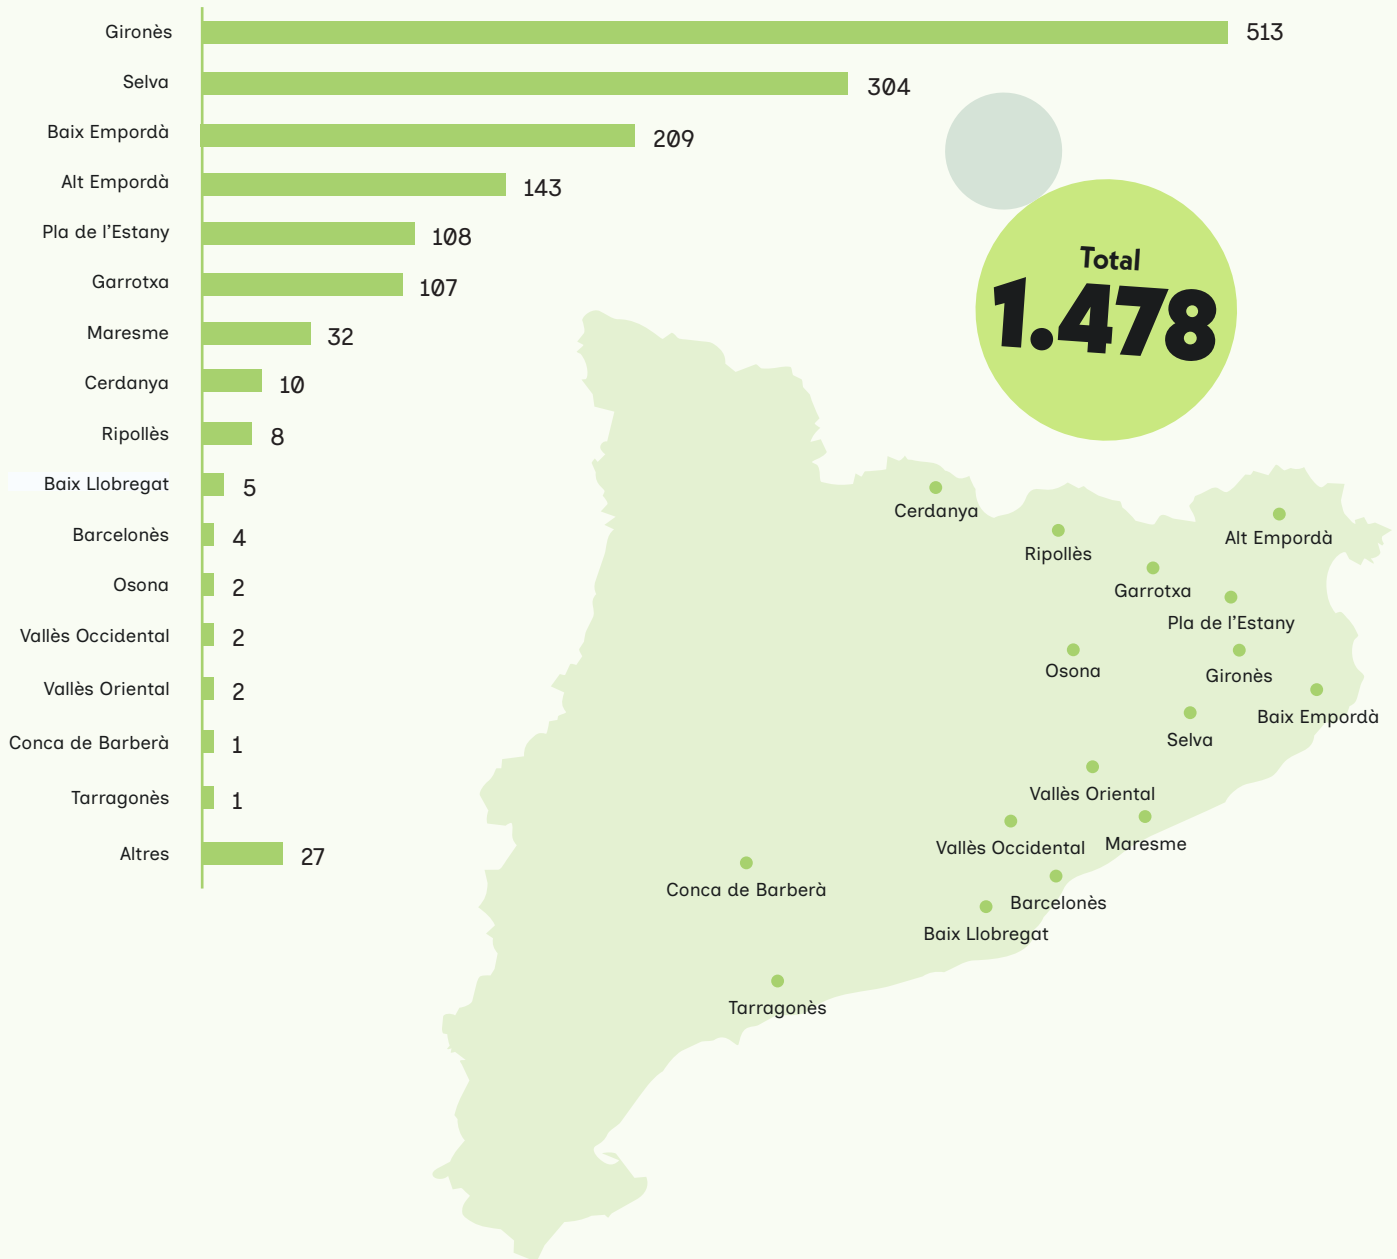 Gironès 513
Selva 304
Baix Empordà 209
Alt Empordà 143
Pla de l’Estany 108
Garrotxa 107
Maresme 32
Cerdanya 10
Ripollès 8
Baix Llobregat 5
Barcelonès 4
Osona 2
Vallès Occidental 2
Vallès Oriental 2
Conca de Barberà 1
Tarragonès 1
Altres 27
Total
1.478
Cerdanya
Alt Empordà
Ripollès
Garrotxa
Pla de l’Estany
Osona
Gironès
Baix Empordà
Selva
Vallès Oriental
Maresme
Vallès Occidental
Conca de Barberà
Barcelonès
Baix Llobregat
Tarragonès